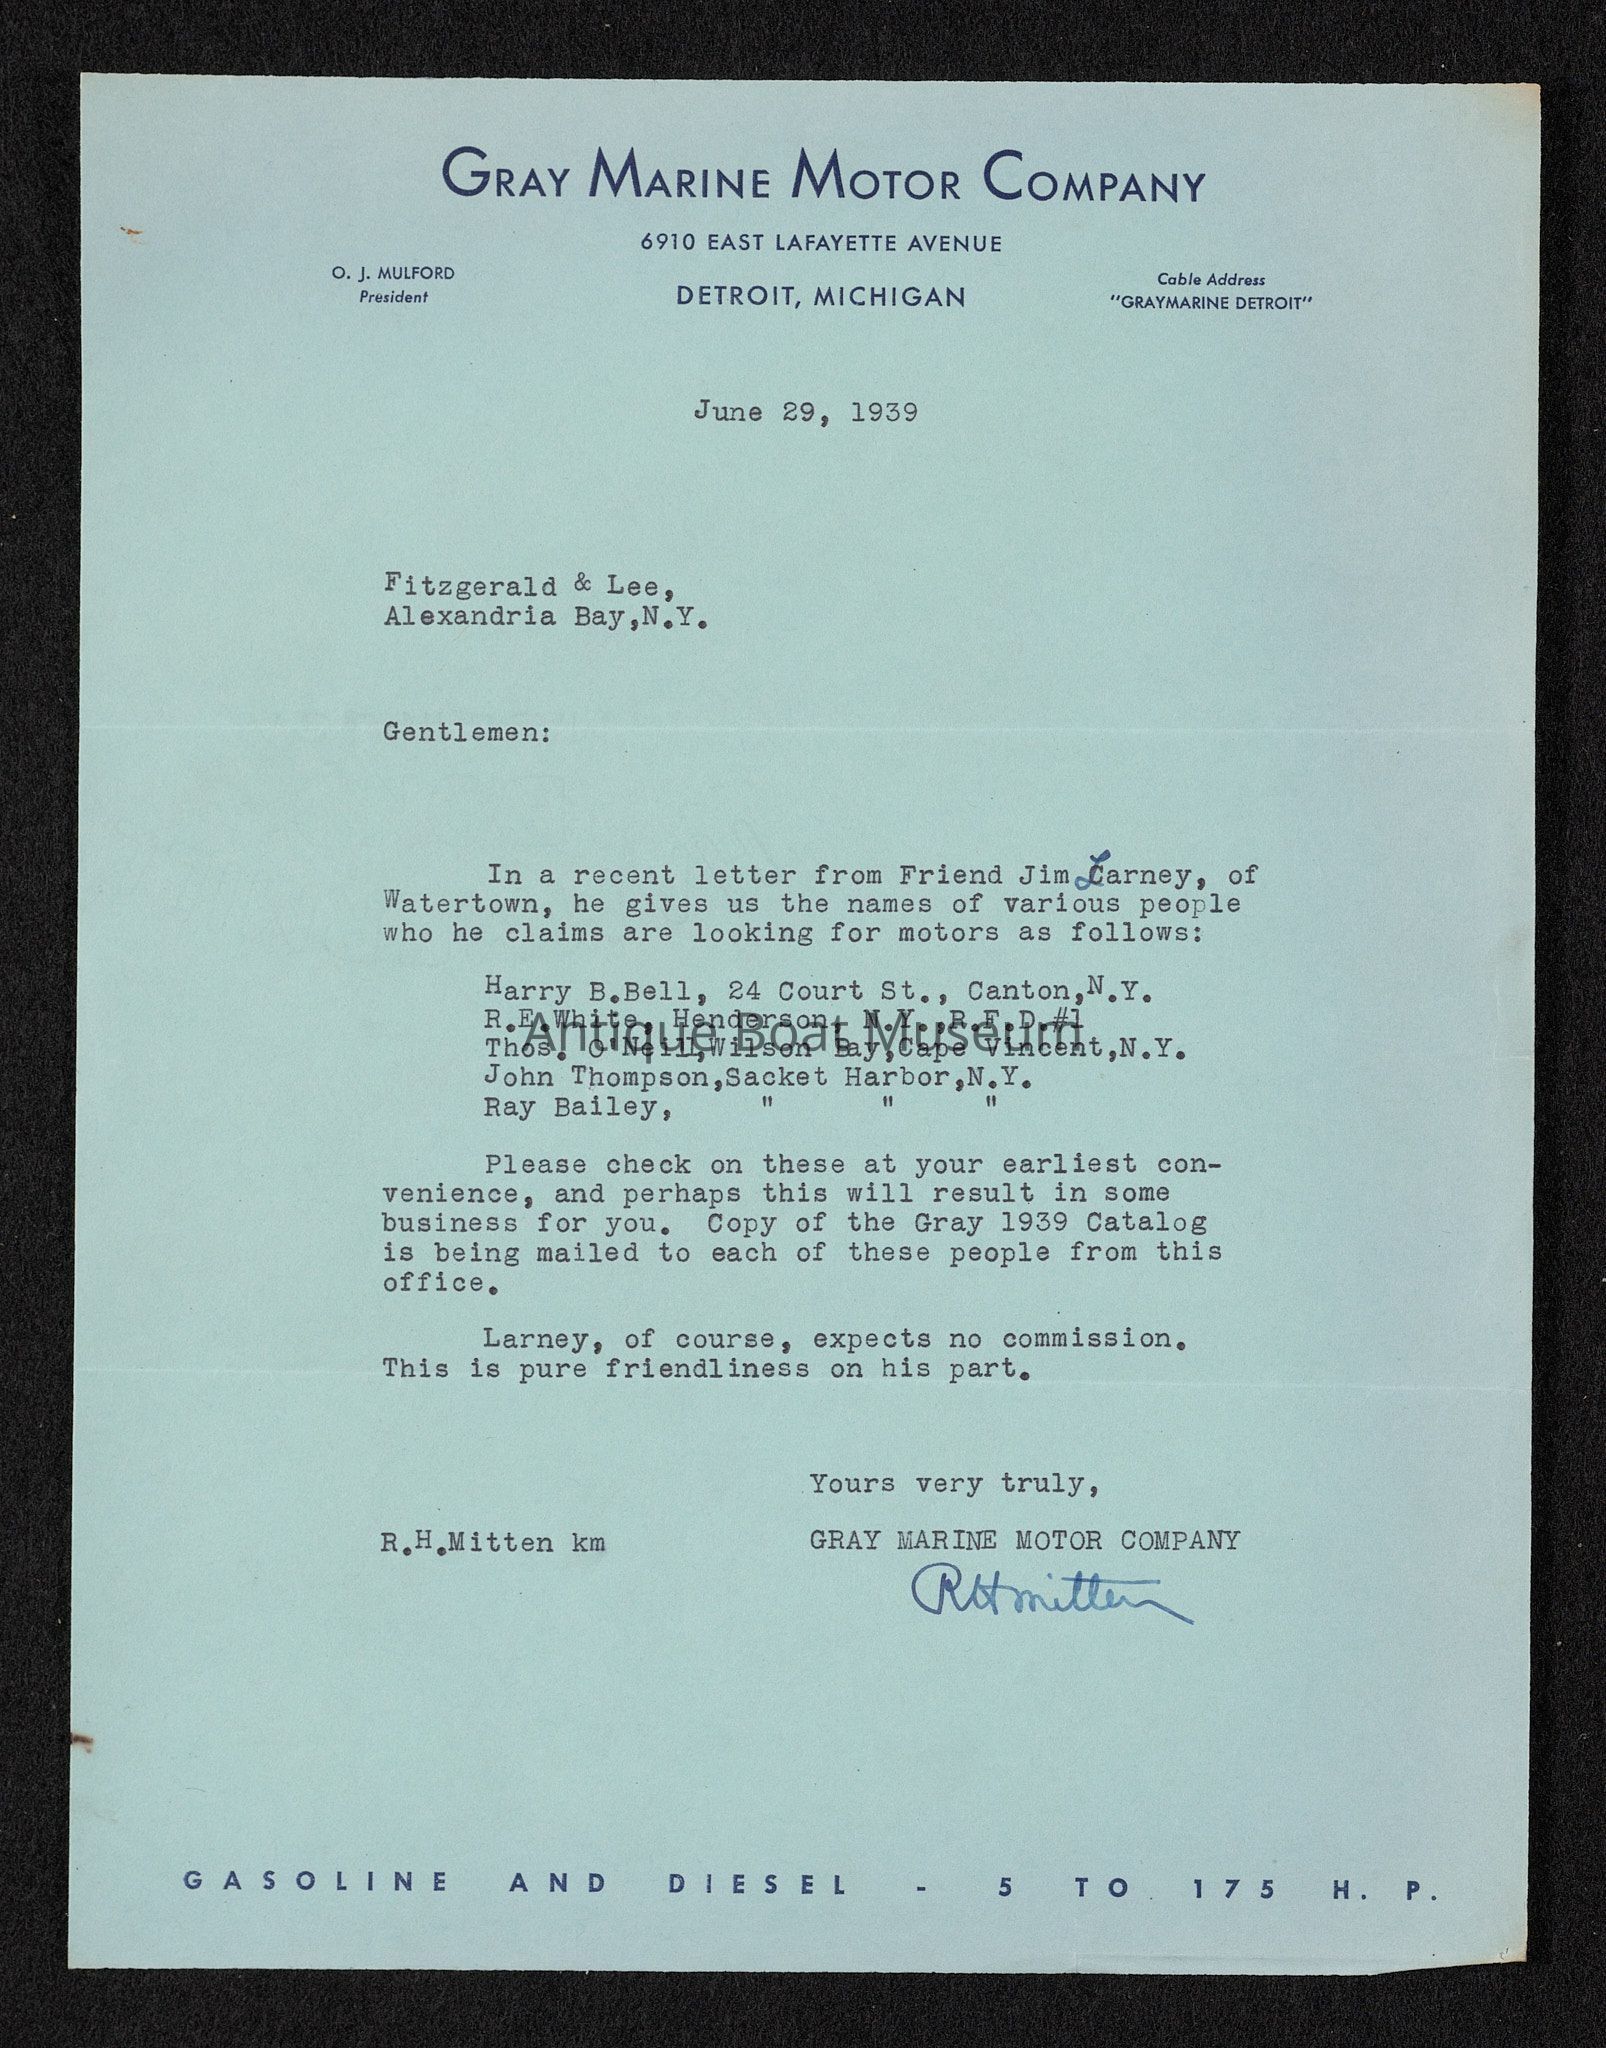 GRAY MARINE MOTOR COMPANY
6910 EAST LAFAYETTE AVENUE
O. J. MULFORD
President
DETROIT, MICHIGAN
Cable Address
"GRAYMARINE DETROIT"
June 29, 1939
Fitzgerald & Lee,
Alexandria Bay,N.Y.
Gentlemen:
In a recent letter from Friend Jim Larney, of
Watertown, he gives us the names of various people
who he claims are looking for motors as follows:
Harry B.Bell, 24 Court St., Canton,N.Y.
R.E.White, Henderson, N.Y.,R.F.D.#1
Antique Boat Museum
Thos. O'Neill,Wilson Bay,Cape Vincent,N.Y.
John Thompson,Sacket Harbor,N.Y.
Ray Bailey, " " "
Please check on these at your earliest con-
venience, and perhaps this will result in some
business for you. Copy of the Gray 1939 Catalog
is being mailed to each of these people from this
office.
Larney, of course, expects no commission.
This is pure friendliness on his part.
Yours very truly,
R.H.Mitten km
GRAY MARINE MOTOR COMPANY
RHMitten
GASOLINE AND DIESEL - 5 TO 175 H. P.